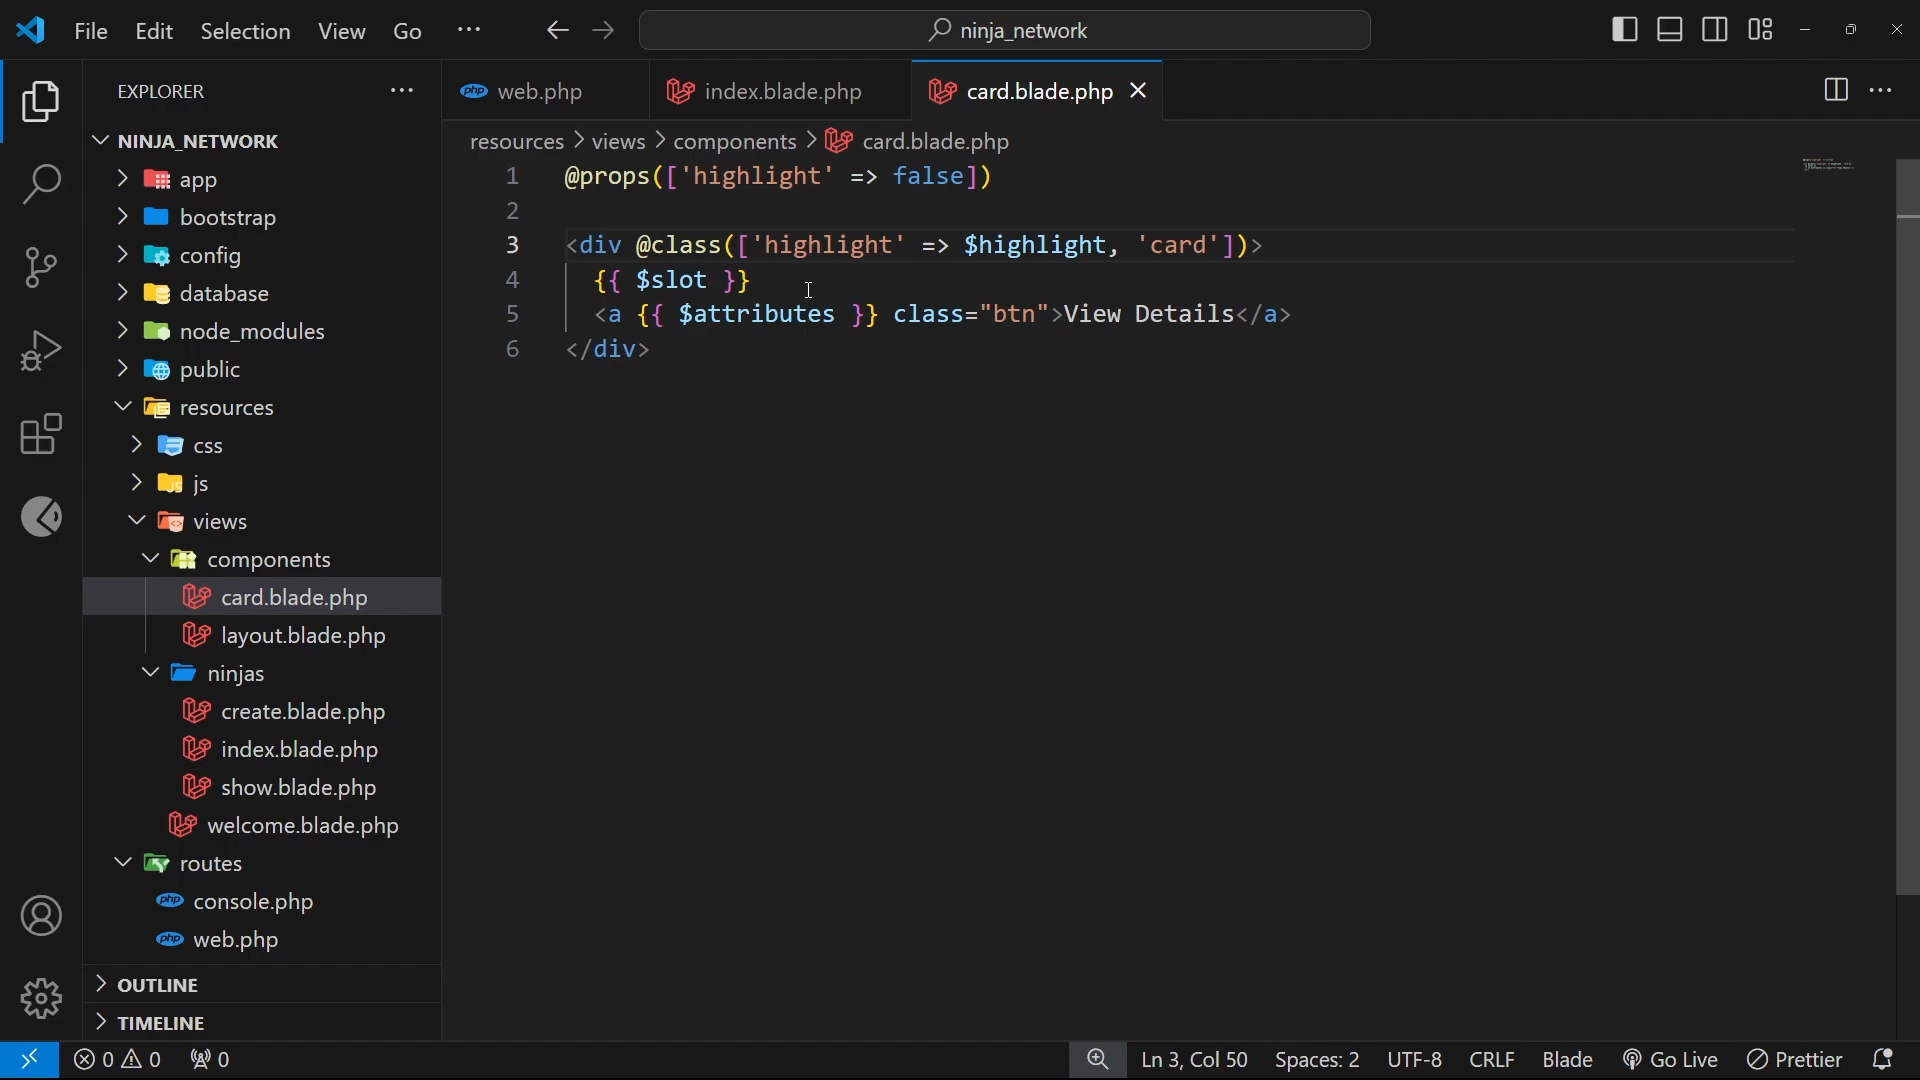 File Edit Selection View Go ··· ninja_network
EXPLORER ···
NINJA_NETWORK
app
bootstrap
config
database
node_modules
public
resources
css
js
views
components
card.blade.php
layout.blade.php
ninjas
create.blade.php
index.blade.php
show.blade.php
welcome.blade.php
routes
console.php
web.php
OUTLINE
TIMELINE
web.php index.blade.php card.blade.php
resources > views > components > card.blade.php
1 @props(['highlight' => false])
2
3 <div @class(['highlight' => $highlight, 'card'])>
4 {{ $slot }}
5 <a {{ $attributes }} class="btn">View Details</a>
6 </div>
0 0 0 Ln 3, Col 50 Spaces: 2 UTF-8 CRLF Blade Go Live Prettier